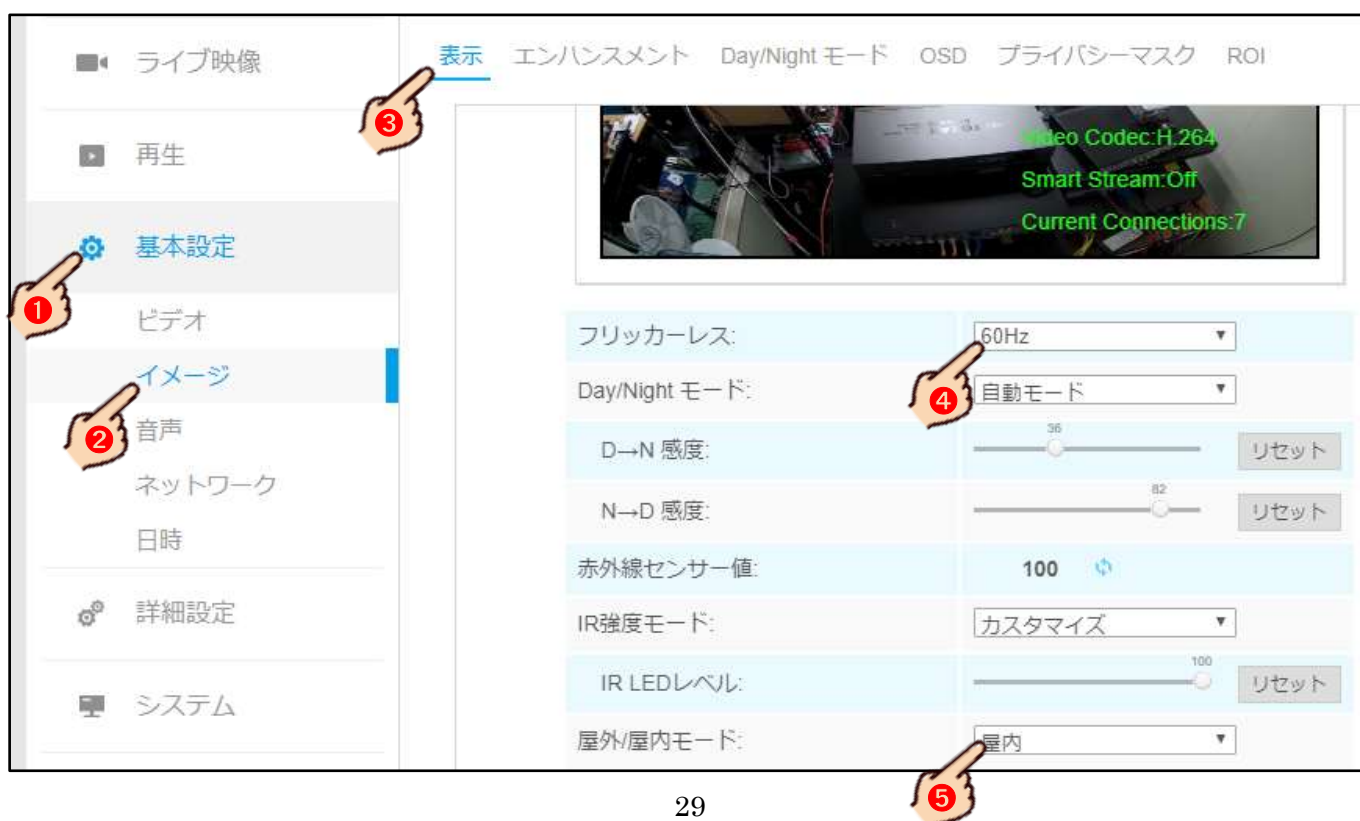 ライブ映像
再生
❶
基本設定
ビデオ
イメージ
❷
音声
ネットワーク
日時
詳細設定
システム
表示 エンハンスメント Day/Night モード OSD プライバシーマスク ROI
❸
Video Codec:H.264
Smart Stream:Off
Current Connections:7
フリッカーレス: 60Hz
❹
Day/Night モード: 自動モード
D→N 感度: 36 リセット
N→D 感度: 82 リセット
赤外線センサー値: 100
IR強度モード: カスタマイズ
IR LEDレベル: 100 リセット
屋外/屋内モード: 屋内
❺
29